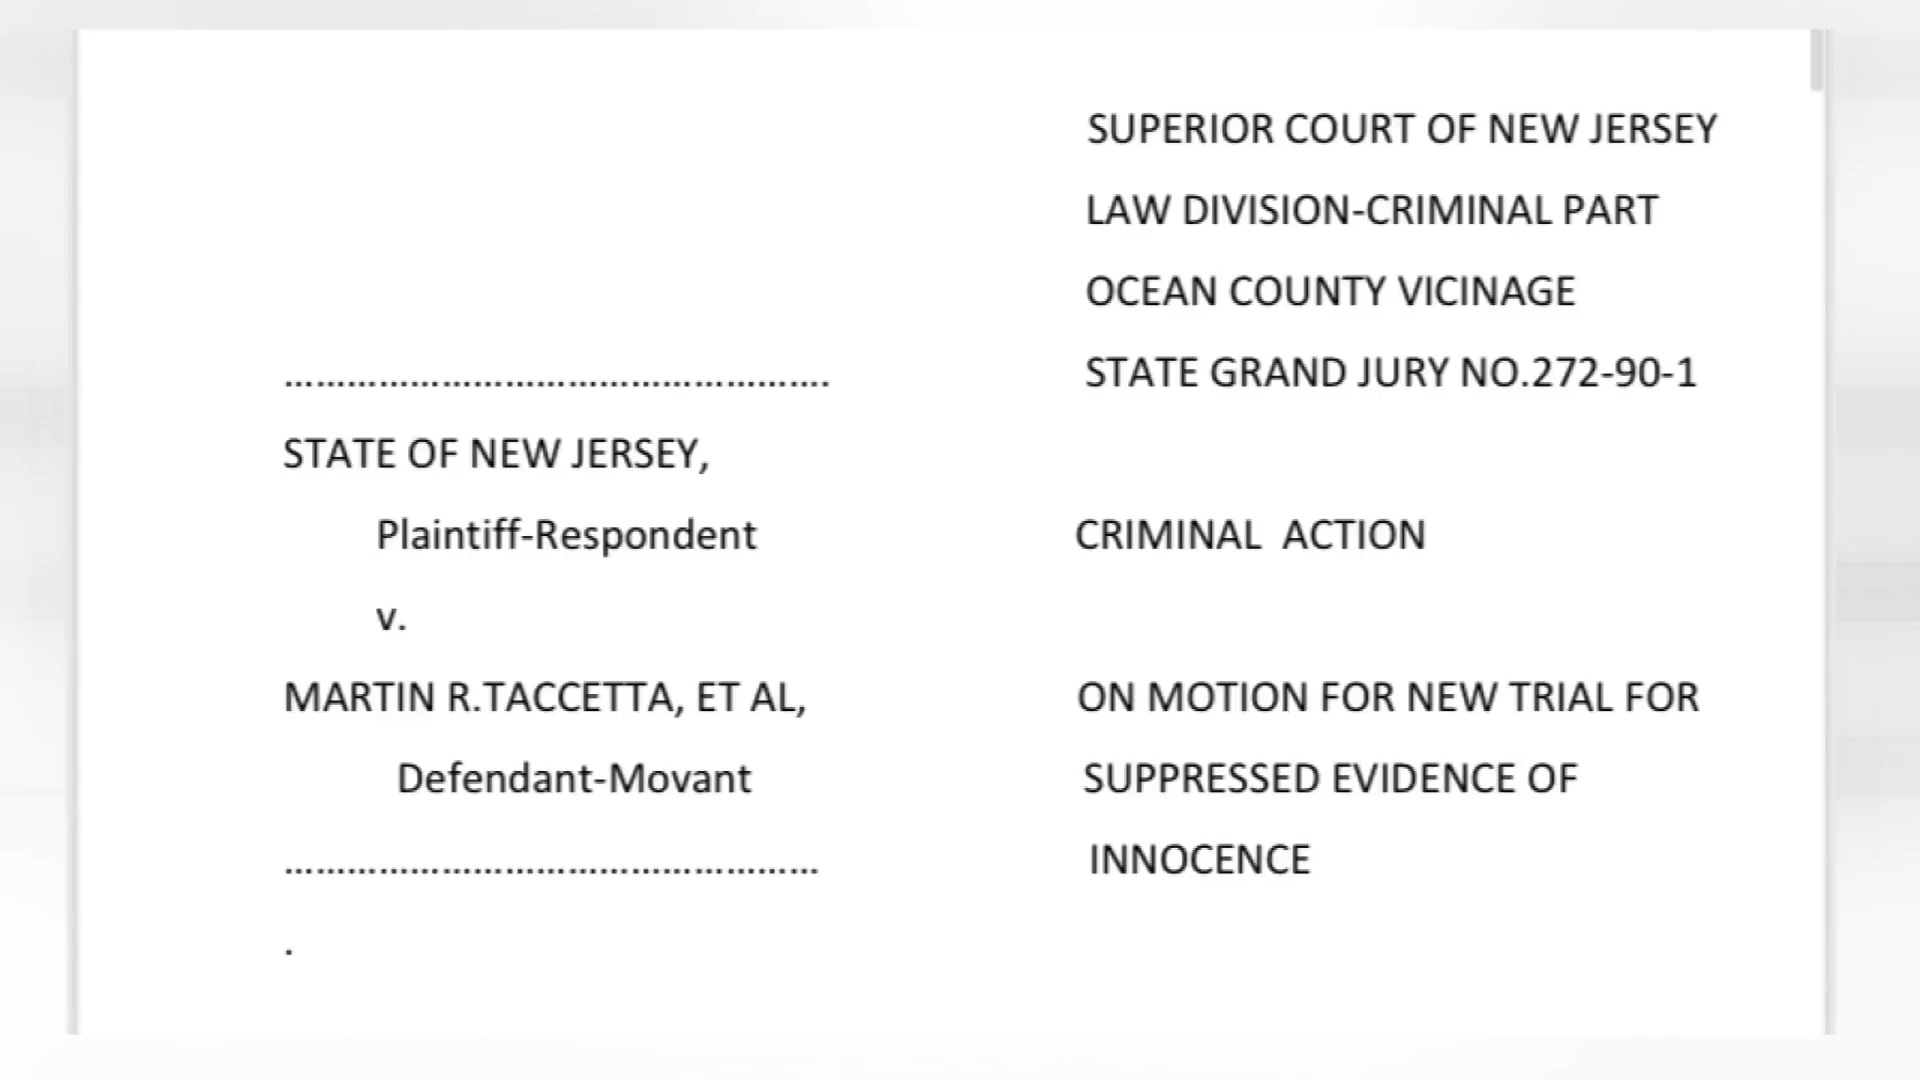 SUPERIOR COURT OF NEW JERSEY
LAW DIVISION-CRIMINAL PART
OCEAN COUNTY VICINAGE
……………………………………………. STATE GRAND JURY NO.272-90-1
STATE OF NEW JERSEY,
Plaintiff-Respondent CRIMINAL  ACTION
v.
MARTIN R.TACCETTA, ET AL, ON MOTION FOR NEW TRIAL FOR
Defendant-Movant SUPPRESSED EVIDENCE OF
…………………………………………… INNOCENCE
.